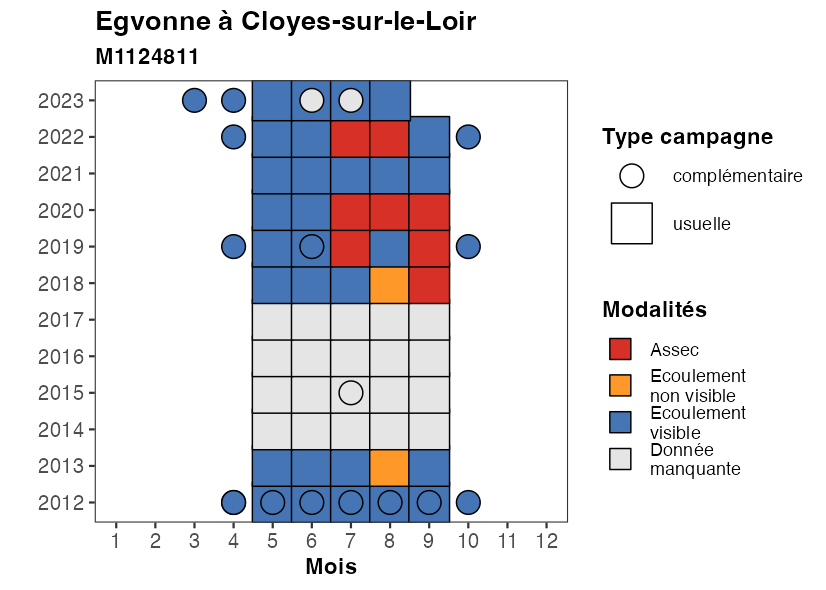 Egvonne à Cloyes-sur-le-Loir
M1124811
2023
2022
2021
2020
2019
2018
2017
2016
2015
2014
2013
2012
1 2 3 4 5 6 7 8 9 10 11 12
Mois
Type campagne
complémentaire
usuelle
Modalités
Assec
Ecoulement
non visible
Ecoulement
visible
Donnée
manquante